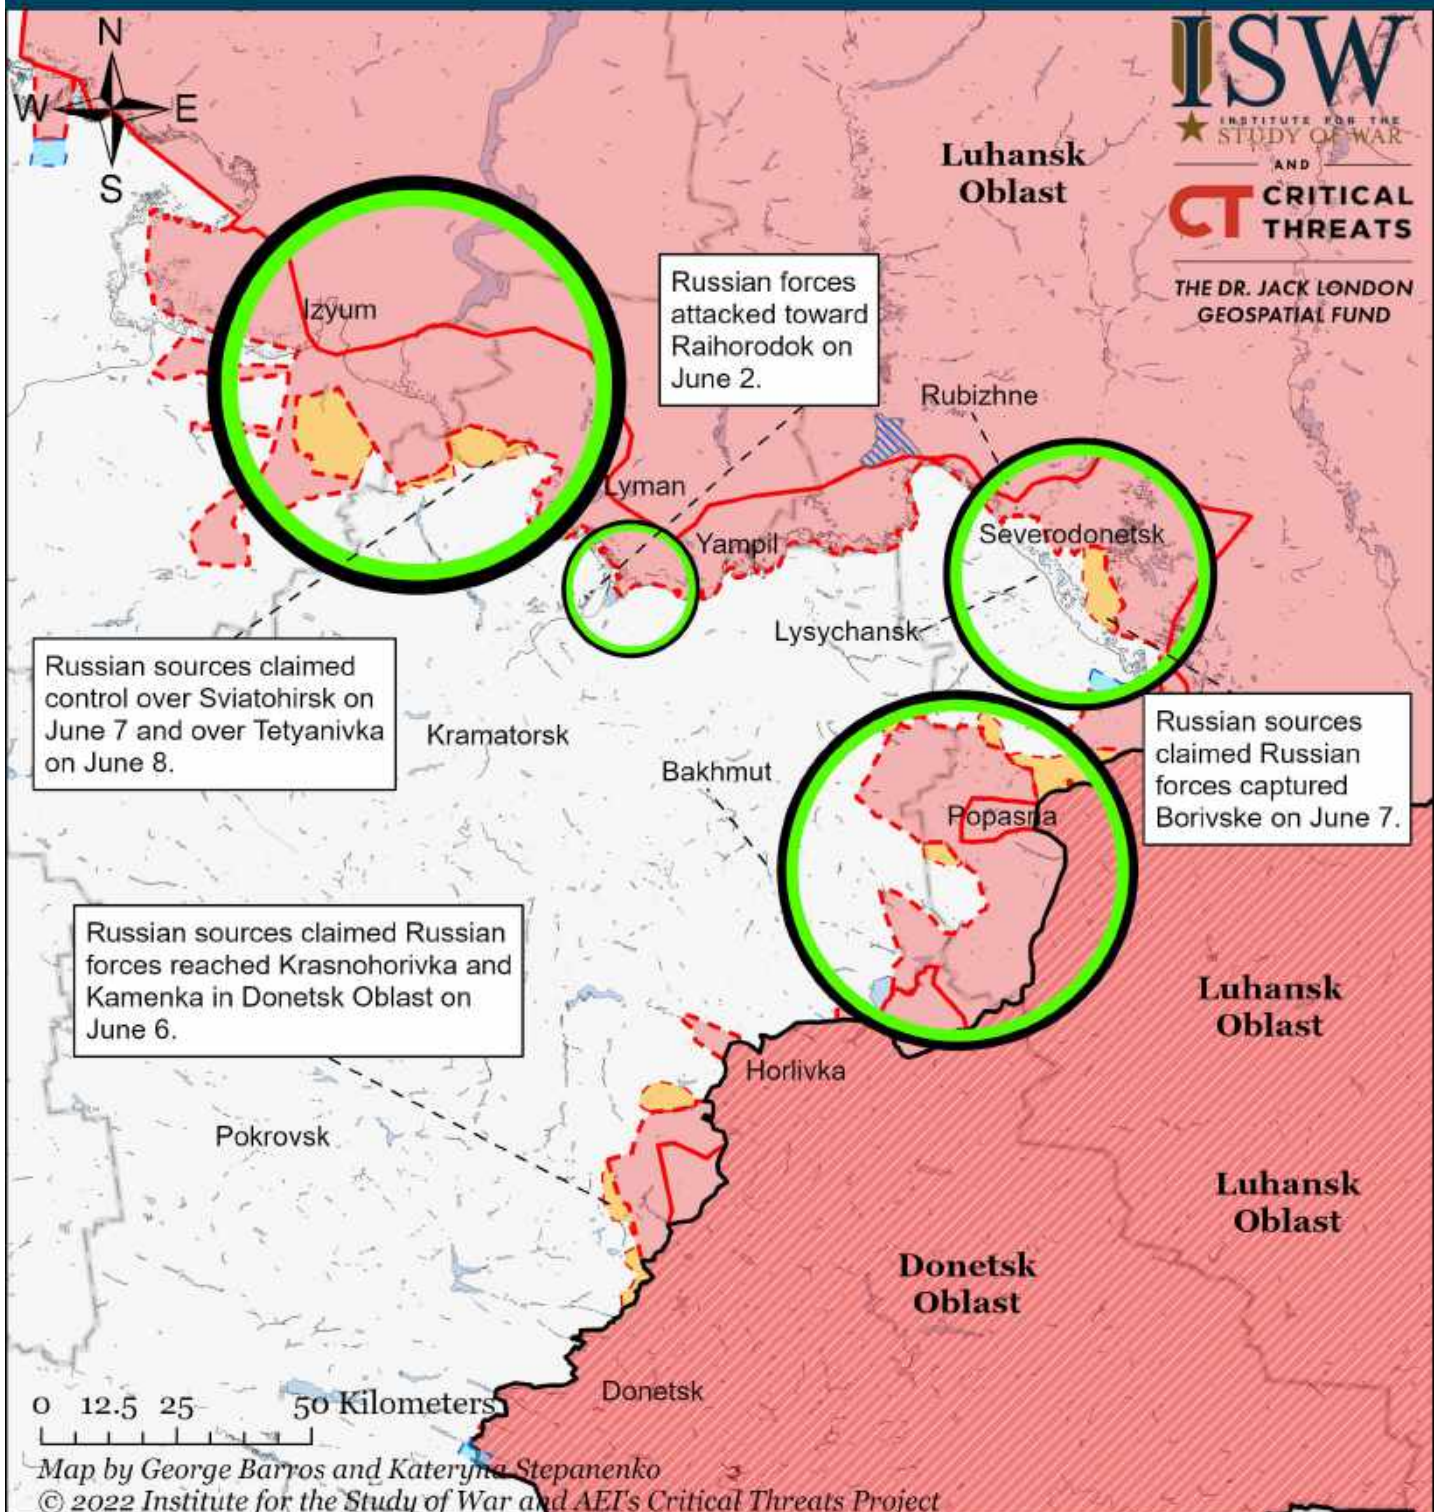 N
W
E
S
ISW
INSTITUTE FOR THE
STUDY OF WAR
AND
CT CRITICAL
THREATS
THE DR. JACK LONDON
GEOSPATIAL FUND
Luhansk
Oblast
Izyum
Russian forces
attacked toward
Raihorodok on
June 2.
Rubizhne
Lyman
Yampil
Severodonetsk
Lysychansk
Russian sources claimed
control over Sviatohirsk on
June 7 and over Tetyanivka
on June 8.
Kramatorsk
Bakhmut
Popasna
Russian sources
claimed Russian
forces captured
Borivske on June 7.
Russian sources claimed Russian
forces reached Krasnohorivka and
Kamenka in Donetsk Oblast on
June 6.
Luhansk
Oblast
Horlivka
Pokrovsk
Luhansk
Oblast
Donetsk
Oblast
Donetsk
0 12.5 25 50 Kilometers
Map by George Barros and Kateryna Stepanenko
© 2022 Institute for the Study of War and AEI's Critical Threats Project